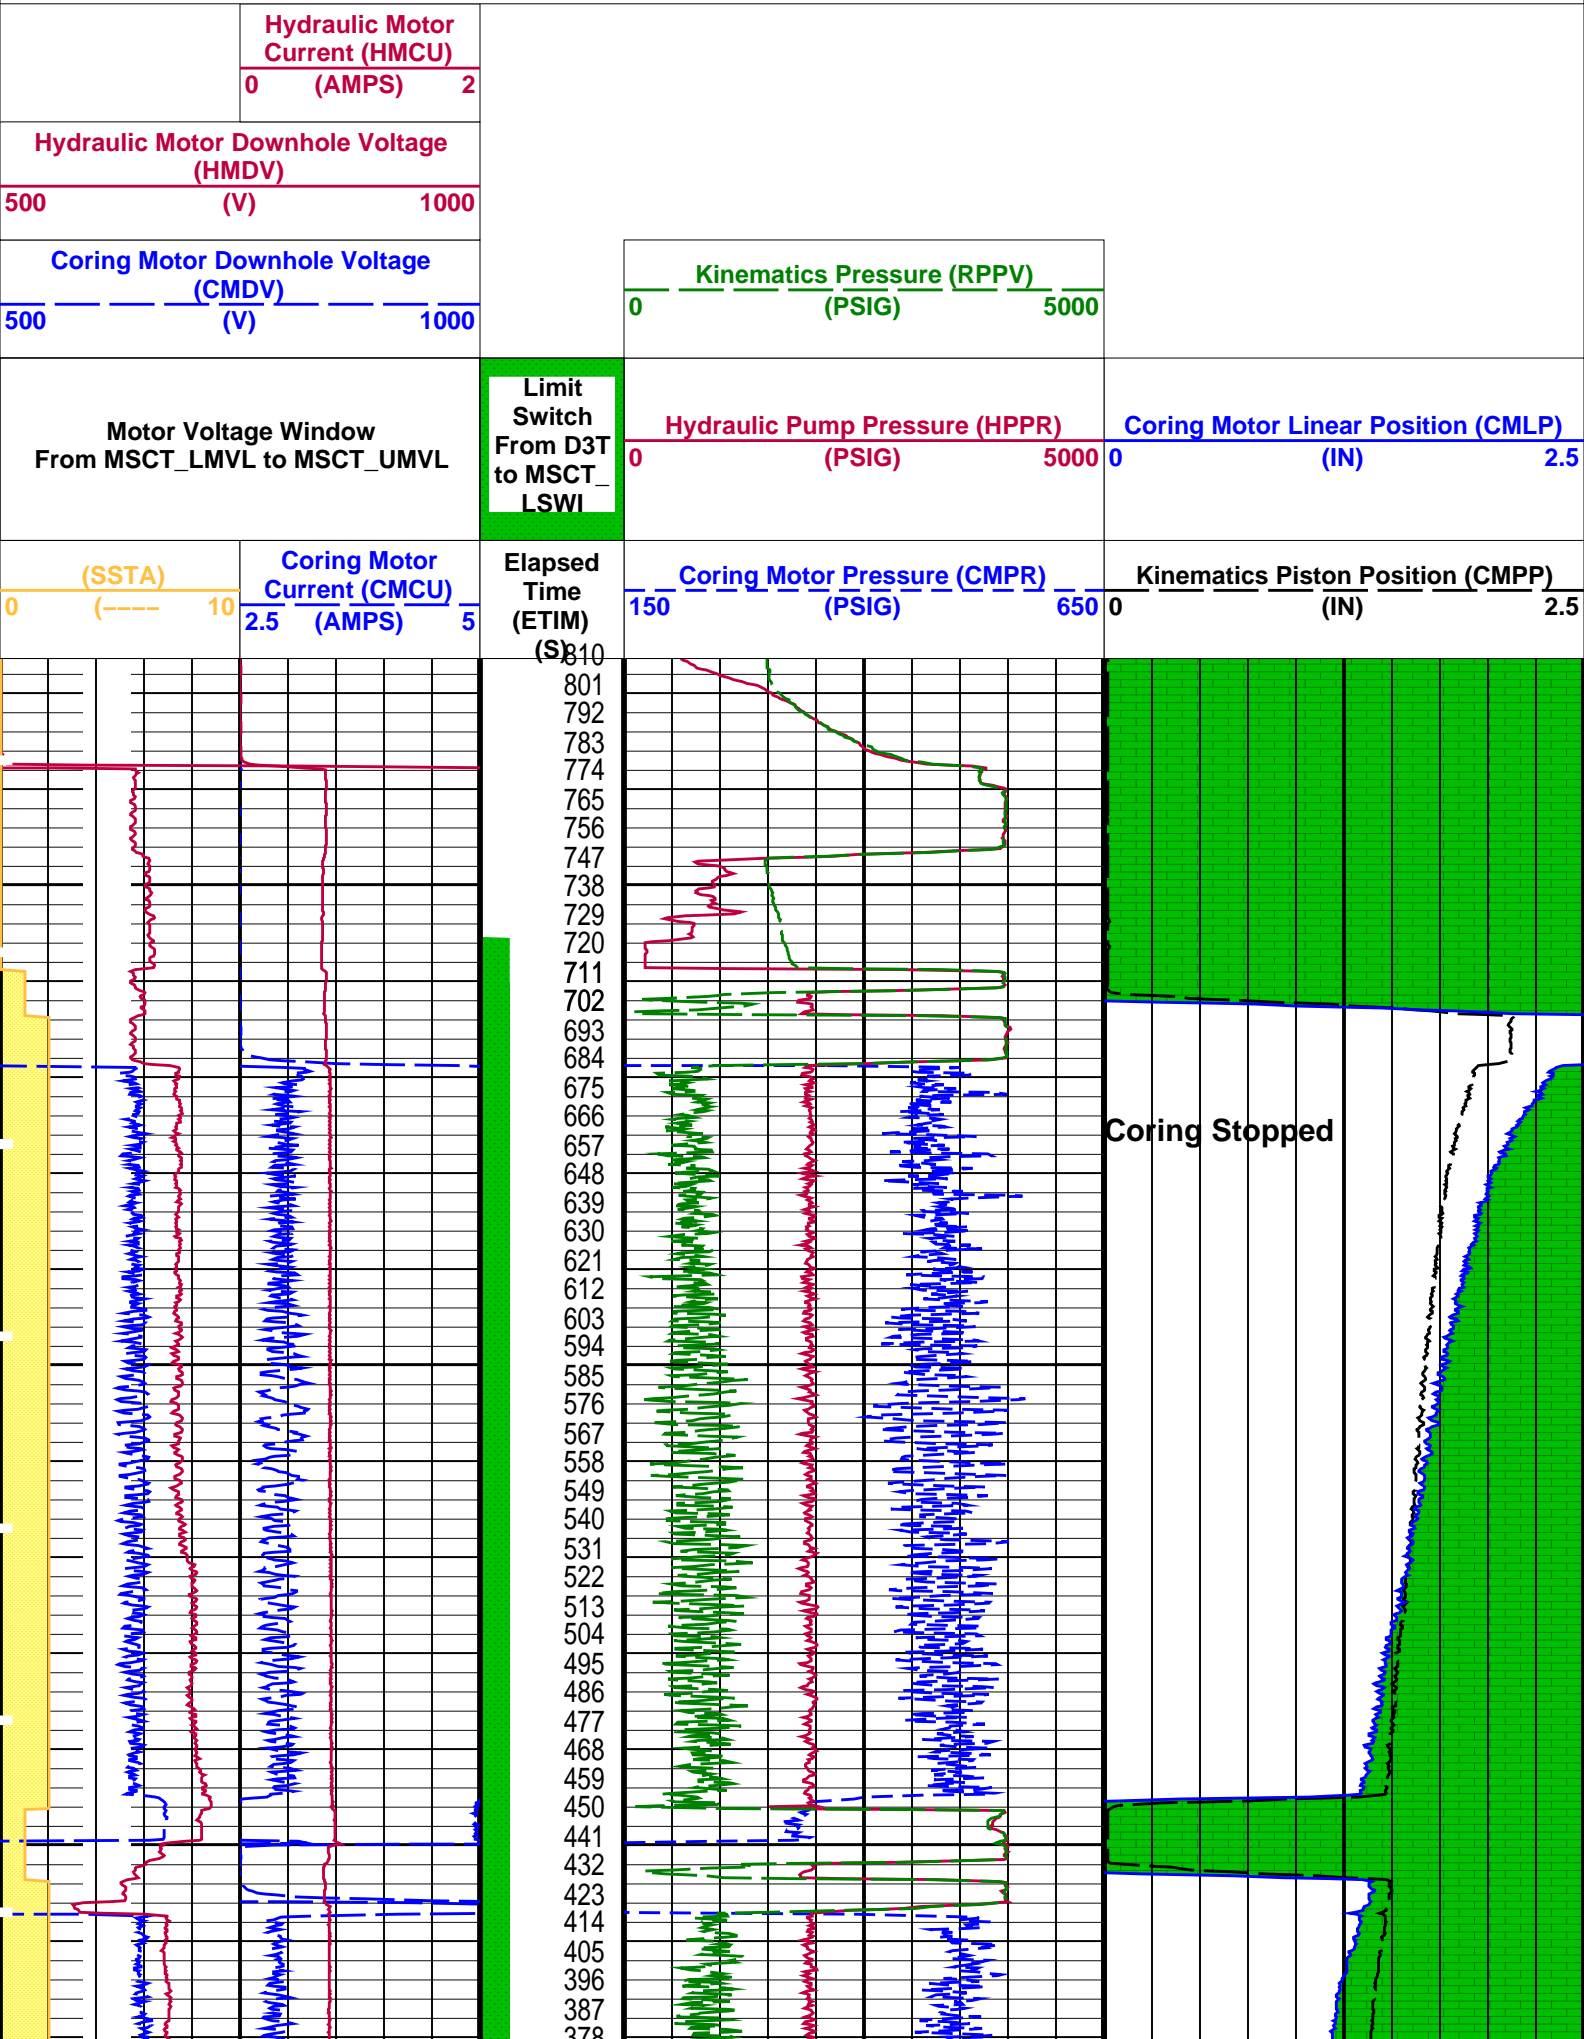 Hydraulic Motor
Current (HMCU)
0 (AMPS) 2
Hydraulic Motor Downhole Voltage
(HMDV)
500 (V) 1000
Coring Motor Downhole Voltage
(CMDV)
500 (V) 1000
Kinematics Pressure (RPPV)
0 (PSIG) 5000
Motor Voltage Window
From MSCT_LMVL to MSCT_UMVL
Limit
Switch
From D3T
to MSCT_
LSWI
Hydraulic Pump Pressure (HPPR)
0 (PSIG) 5000
Coring Motor Linear Position (CMLP)
0 (IN) 2.5
(SSTA)
0 (---- 10
Coring Motor
Current (CMCU)
2.5 (AMPS) 5
Elapsed
Time
(ETIM)
(S)
Coring Motor Pressure (CMPR)
150 (PSIG) 650
Kinematics Piston Position (CMPP)
0 (IN) 2.5
810
801
792
783
774
765
756
747
738
729
720
711
702
693
684
675
666
Coring Stopped
657
648
639
630
621
612
603
594
585
576
567
558
549
540
531
522
513
504
495
486
477
468
459
450
441
432
423
414
405
396
387
378